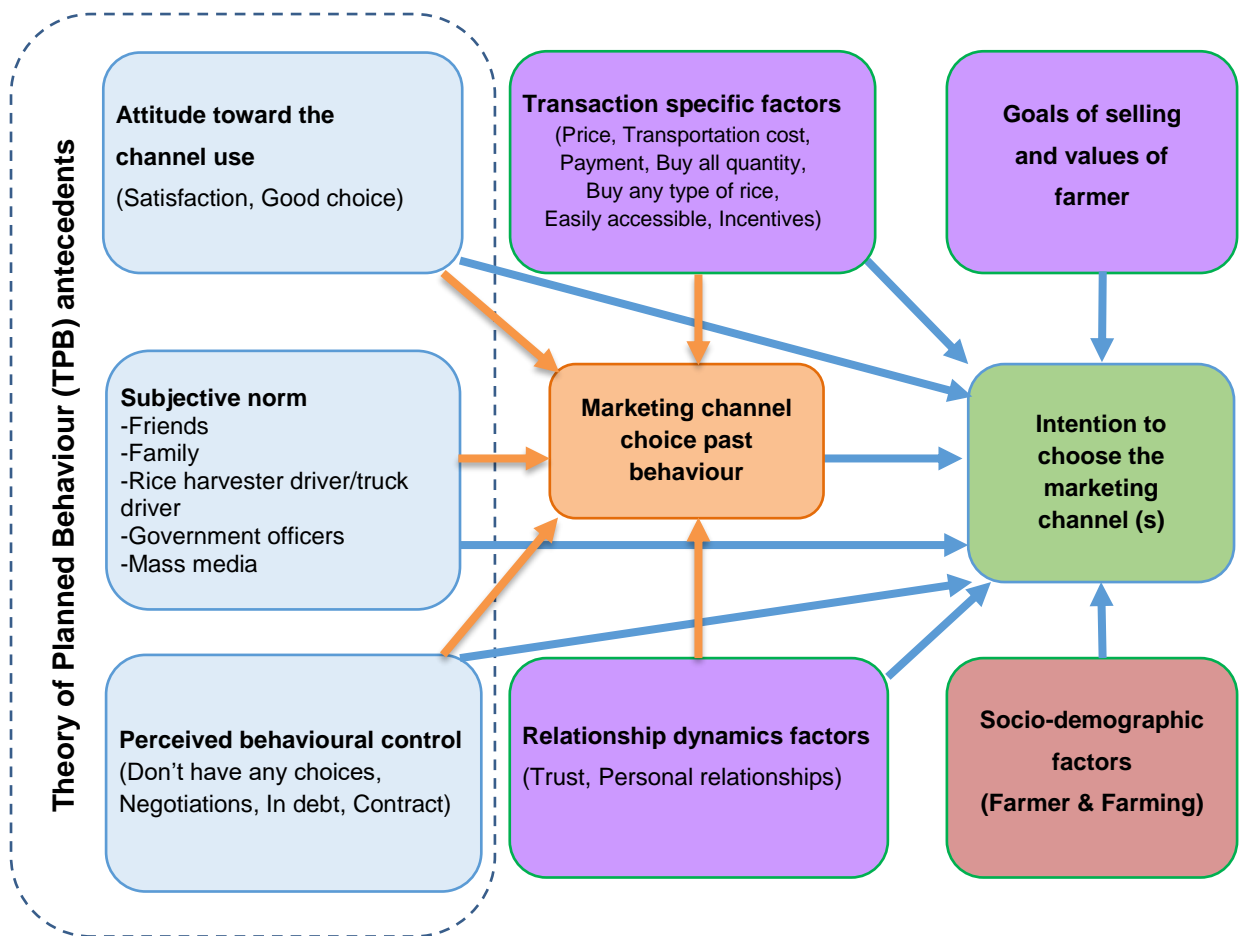 Theory of Planned Behaviour (TPB) antecedents
Attitude toward the
channel use
(Satisfaction, Good choice)
Transaction specific factors
(Price, Transportation cost,
Payment, Buy all quantity,
Buy any type of rice,
Easily accessible, Incentives)
Goals of selling
and values of
farmer
Subjective norm
-Friends
-Family
-Rice harvester driver/truck
driver
-Government officers
-Mass media
Marketing channel
choice past
behaviour
Intention to
choose the
marketing
channel (s)
Perceived behavioural control
(Don’t have any choices,
Negotiations, In debt, Contract)
Relationship dynamics factors
(Trust, Personal relationships)
Socio-demographic
factors
(Farmer & Farming)